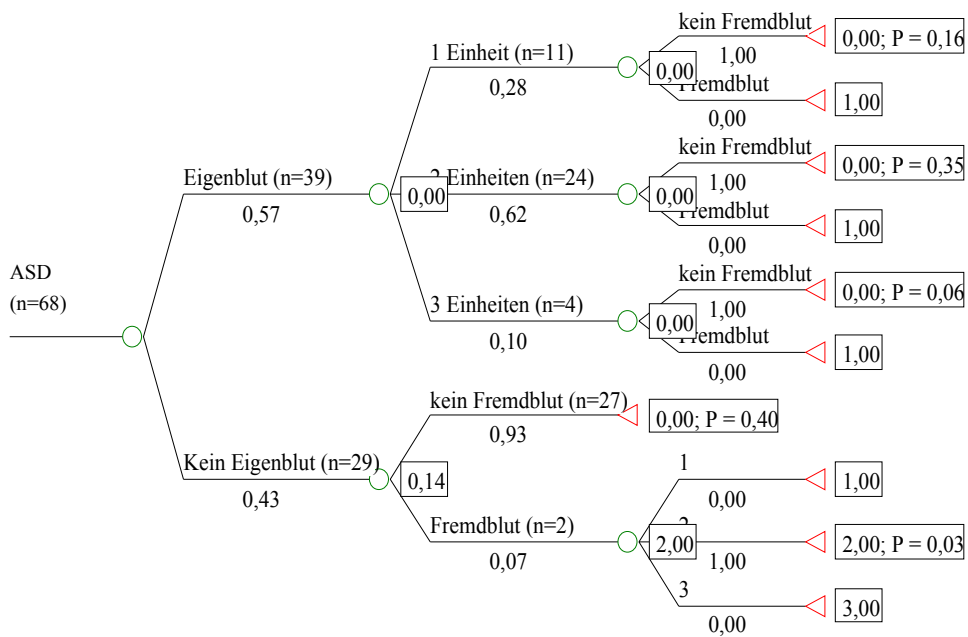 ASD
(n=68)
Eigenblut (n=39)
0,57
0,00
1 Einheit (n=11)
0,28
0,00
kein Fremdblut
1,00
0,00; P = 0,16
Fremdblut
0,00
1,00
2 Einheiten (n=24)
0,62
0,00
kein Fremdblut
1,00
0,00; P = 0,35
Fremdblut
0,00
1,00
3 Einheiten (n=4)
0,10
0,00
kein Fremdblut
1,00
0,00; P = 0,06
Fremdblut
0,00
1,00
Kein Eigenblut (n=29)
0,43
0,14
kein Fremdblut (n=27)
0,93
0,00; P = 0,40
Fremdblut (n=2)
0,07
2,00
1
0,00
1,00
2
1,00
2,00; P = 0,03
3
0,00
3,00